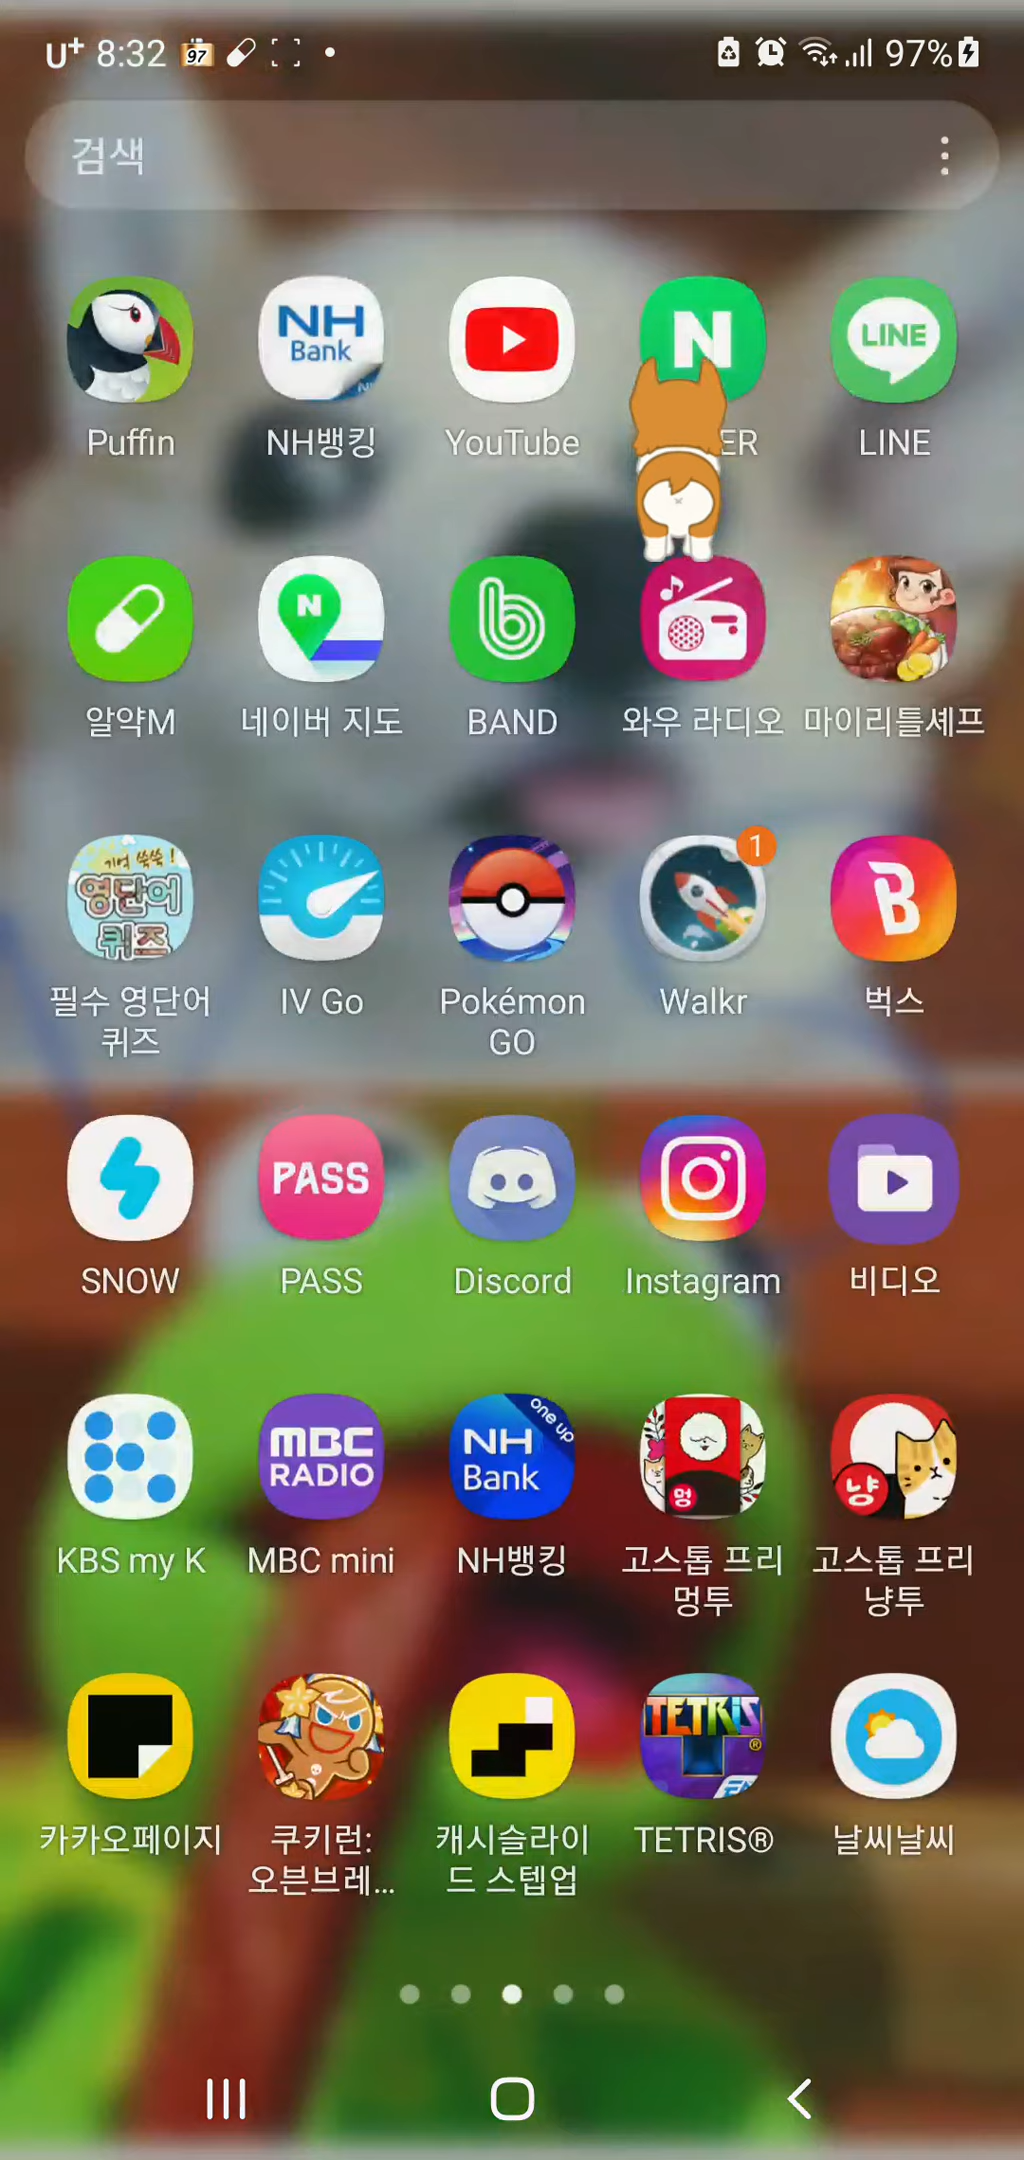 U+ 8:32 97 97%
검색
NH
Bank
N
LINE
Puffin NH뱅킹 YouTube ER LINE
N
알약M 네이버 지도 BAND 와우 라디오 마이리틀셰프
기억 쏙쏙!
영단어
퀴즈
1
B
필수 영단어
퀴즈
IV Go
Pokémon
GO
Walkr
벅스
PASS
SNOW PASS Discord Instagram 비디오
MBC
RADIO
one up
NH
Bank
멍
냥
KBS my K
MBC mini
NH뱅킹
고스톱 프리
멍투
고스톱 프리
냥투
TETRIS®
카카오페이지
쿠키런:
오븐브레...
캐시슬라이
드 스텝업
TETRIS®
날씨날씨